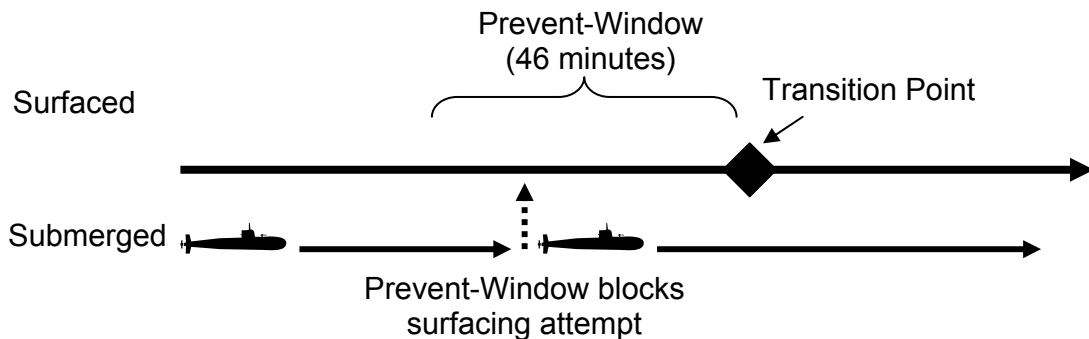 Prevent-Window
(46 minutes)
Transition Point
Surfaced
Submerged
Prevent-Window blocks
surfacing attempt